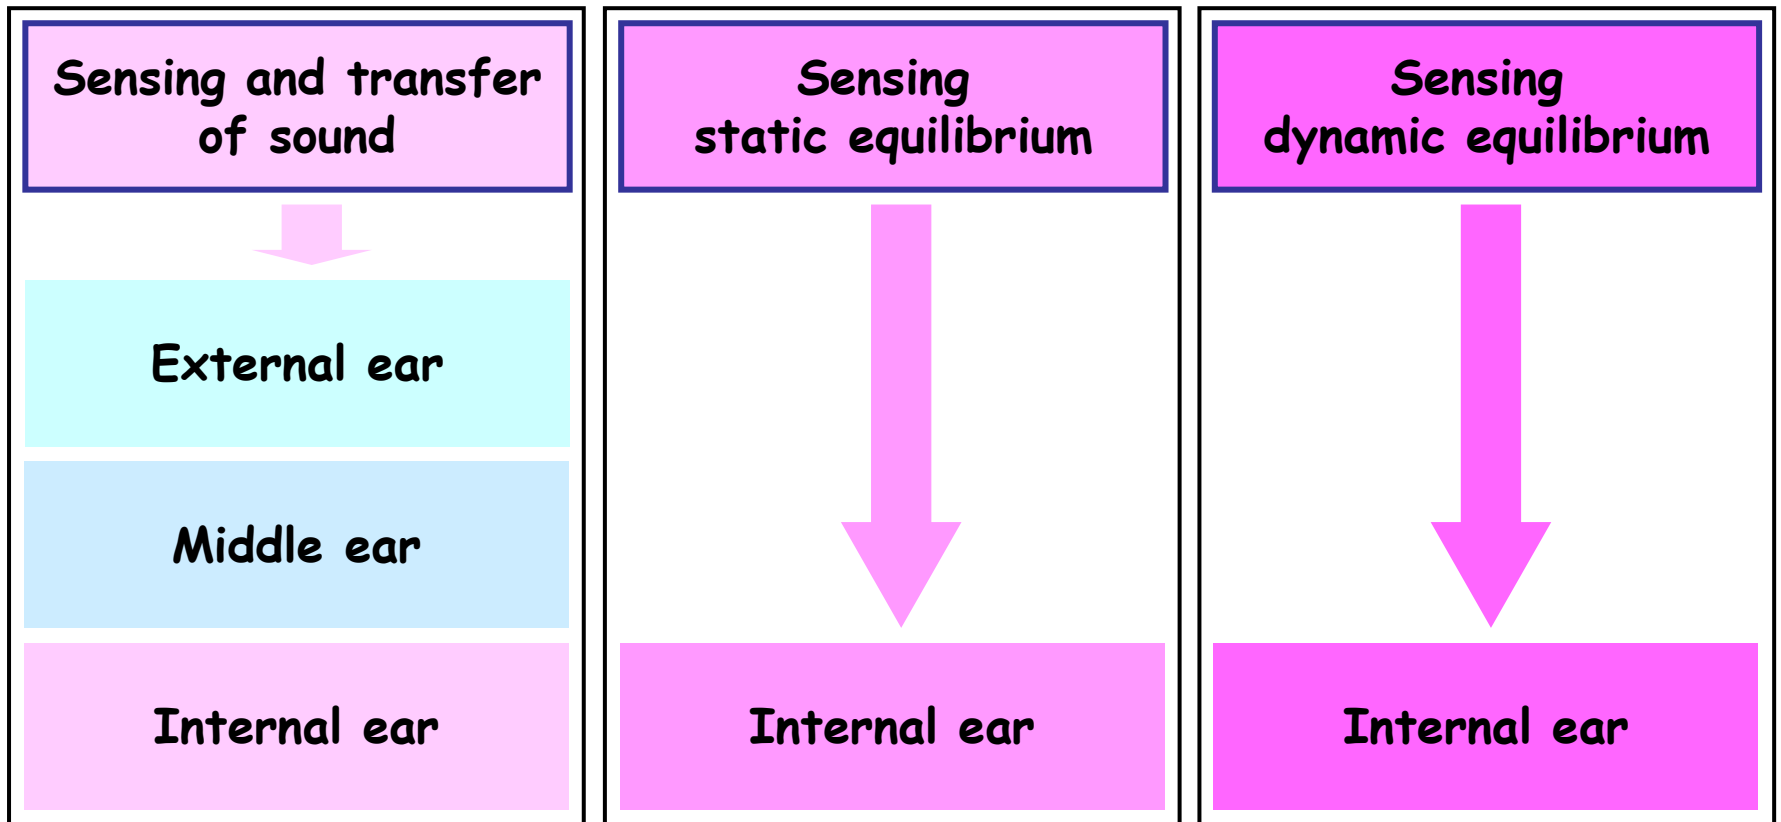 Sensing and transfer
of sound
External ear
Middle ear
Internal ear
Sensing
static equilibrium
Internal ear
Sensing
dynamic equilibrium
Internal ear